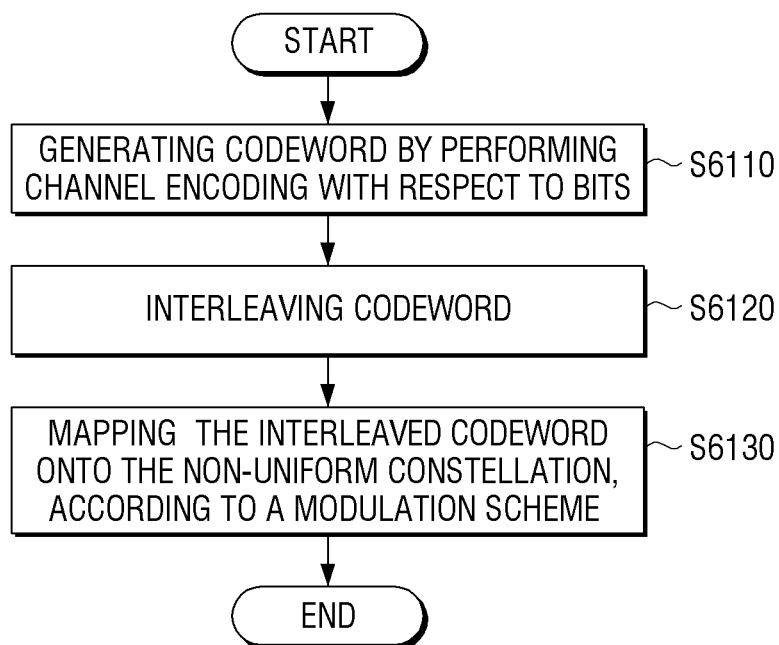 START
GENERATING CODEWORD BY PERFORMING
CHANNEL ENCODING WITH RESPECT TO BITS
S6110
INTERLEAVING CODEWORD
S6120
MAPPING THE INTERLEAVED CODEWORD
ONTO THE NON-UNIFORM CONSTELLATION,
ACCORDING TO A MODULATION SCHEME
S6130
END